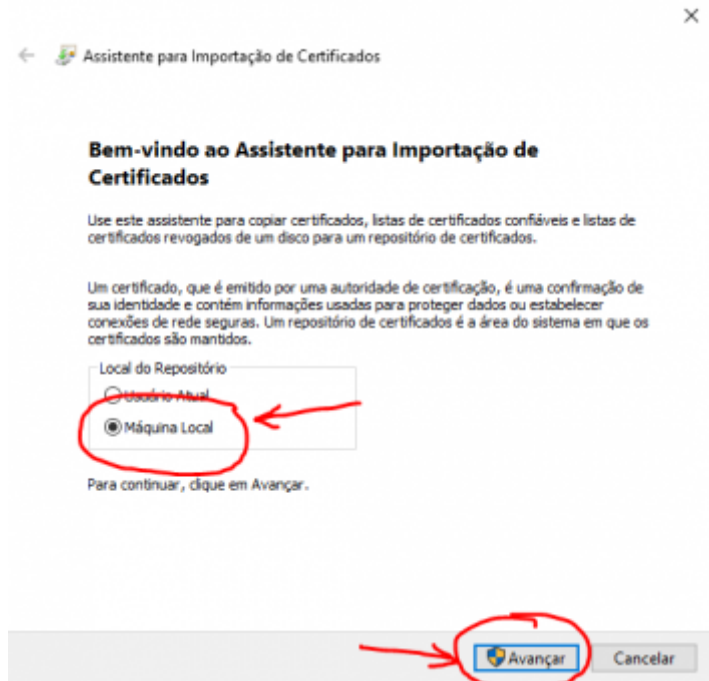 Assistente para Importação de Certificados
Bem-vindo ao Assistente para Importação de
Certificados
Use este assistente para copiar certificados, listas de certificados confiáveis e listas de
certificados revogados de um disco para um repositório de certificados.
Um certificado, que é emitido por uma autoridade de certificação, é uma confirmação de
sua identidade e contém informações usadas para proteger dados ou estabelecer
conexões de rede seguras. Um repositório de certificados é a área do sistema em que os
certificados são mantidos.
Local do Repositório
Usuário Atual
Máquina Local
Para continuar, clique em Avançar.
Avançar
Cancelar